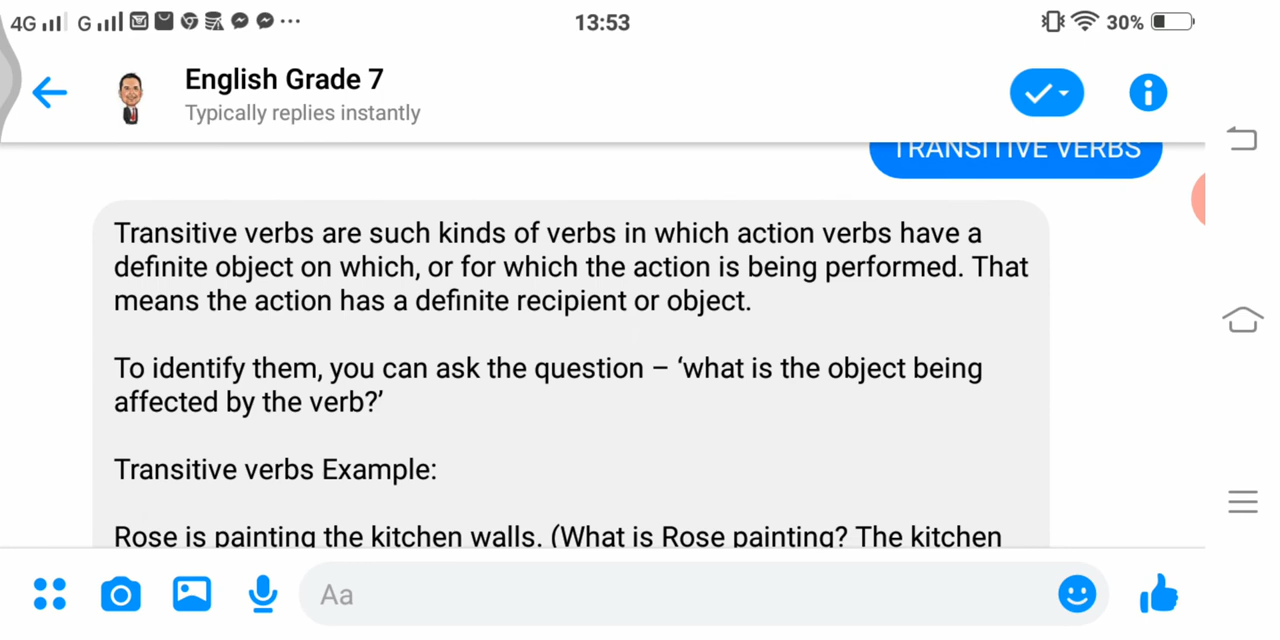 4G G ... 13:53 30%
English Grade 7
Typically replies instantly
TRANSITIVE VERBS
Transitive verbs are such kinds of verbs in which action verbs have a
definite object on which, or for which the action is being performed. That
means the action has a definite recipient or object.
To identify them, you can ask the question – ‘what is the object being
affected by the verb?’
Transitive verbs Example:
Rose is painting the kitchen walls. (What is Rose painting? The kitchen
Aa